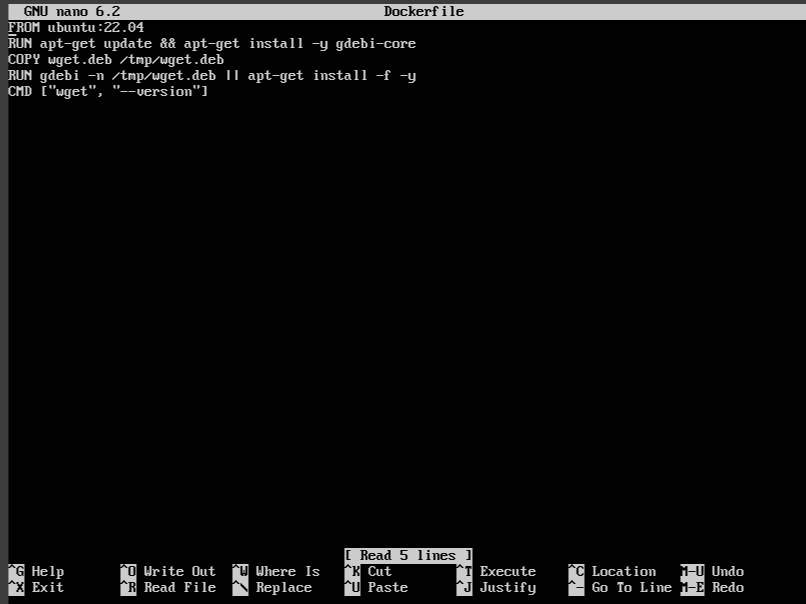 GNU nano 6.2 Dockerfile
FROM ubuntu:22.04
RUN apt-get update && apt-get install -y gdebi-core
COPY wget.deb /tmp/wget.deb
RUN gdebi -n /tmp/wget.deb || apt-get install -f -y
CMD ["wget", "--version"]
[ Read 5 lines ]
^G Help ^O Write Out ^W Where Is ^K Cut ^T Execute ^C Location M-U Undo
^X Exit ^R Read File ^\ Replace ^U Paste ^J Justify ^- Go To Line M-E Redo